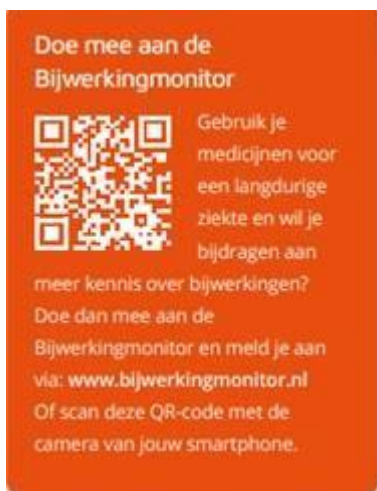 Doe mee aan de
Bijwerkingmonitor
Gebruik je
medicijnen voor
een langdurige
ziekte en wil je
bijdragen aan
meer kennis over bijwerkingen?
Doe dan mee aan de
Bijwerkingmonitor en meld je aan
via: www.bijwerkingmonitor.nl
Of scan deze QR-code met de
camera van jouw smartphone.